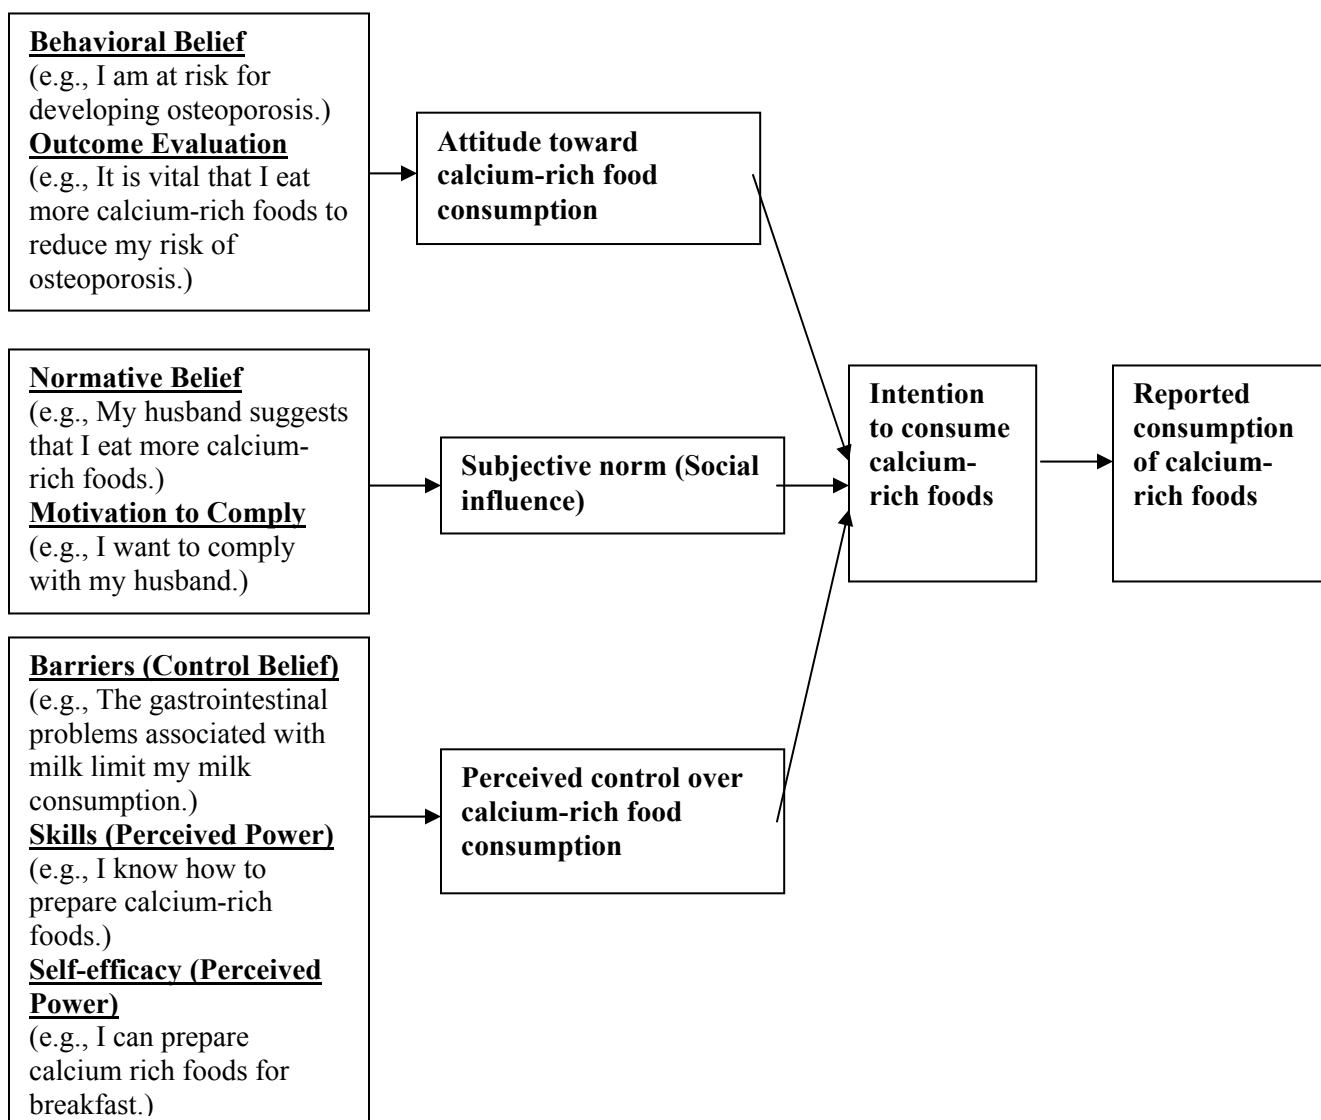 Behavioral Belief
(e.g., I am at risk for
developing osteoporosis.)
Outcome Evaluation
(e.g., It is vital that I eat
more calcium-rich foods to
reduce my risk of
osteoporosis.)
Attitude toward
calcium-rich food
consumption
Normative Belief
(e.g., My husband suggests
that I eat more calcium-
rich foods.)
Motivation to Comply
(e.g., I want to comply
with my husband.)
Subjective norm (Social
influence)
Intention
to consume
calcium-
rich foods
Reported
consumption
of calcium-
rich foods
Barriers (Control Belief)
(e.g., The gastrointestinal
problems associated with
milk limit my milk
consumption.)
Skills (Perceived Power)
(e.g., I know how to
prepare calcium-rich
foods.)
Self-efficacy (Perceived
Power)
(e.g., I can prepare
calcium rich foods for
breakfast.)
Perceived control over
calcium-rich food
consumption